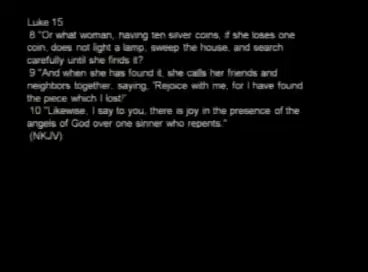 Luke 15
8 "Or what woman, having ten silver coins, if she loses one
coin, does not light a lamp, sweep the house, and search
carefully until she finds it?
9 "And when she has found it, she calls her friends and
neighbors together, saying, 'Rejoice with me, for I have found
the piece which I lost!'
10 "Likewise, I say to you, there is joy in the presence of the
angels of God over one sinner who repents."
(NKJV)